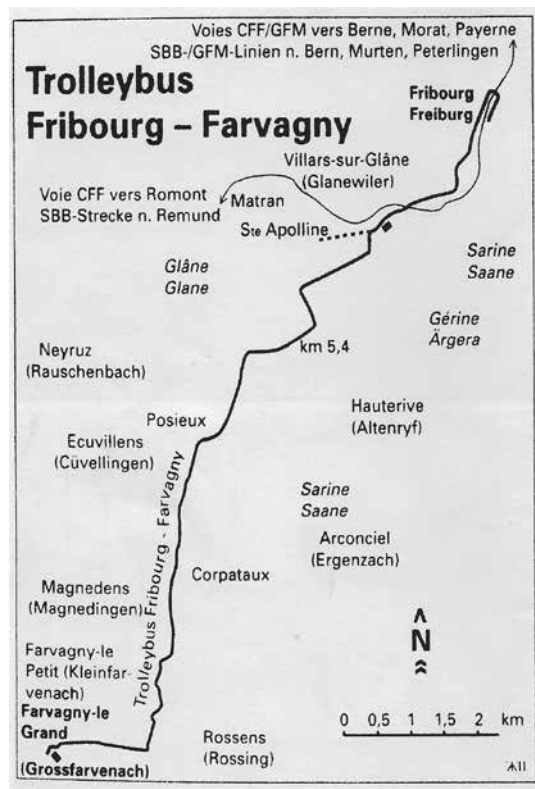 Voies CFF/GFM vers Berne, Morat, Payerne
SBB-/GFM-Linien n. Bern, Murten, Peterlingen
Trolleybus
Fribourg – Farvagny
Fribourg
Freiburg
Villars-sur-Glâne
(Glanewiler)
Voie CFF vers Romont
SBB-Strecke n. Remund
Matran
Ste Apolline
Sarine
Saane
Glâne
Glane
Gérine
Ärgera
km 5,4
Neyruz
(Rauschenbach)
Hauterive
(Altenryf)
Posieux
Ecuvillens
(Cüvellingen)
Sarine
Saane
Arconciel
(Ergenzach)
Trolleybus Fribourg - Farvagny
Corpataux
Magnedens
(Magnedingen)
N
Farvagny-le
Petit (Kleinfar-
venach)
Farvagny-le
Grand
(Grossfarvenach)
Rossens
(Rossing)
0 0,5 1 2 km